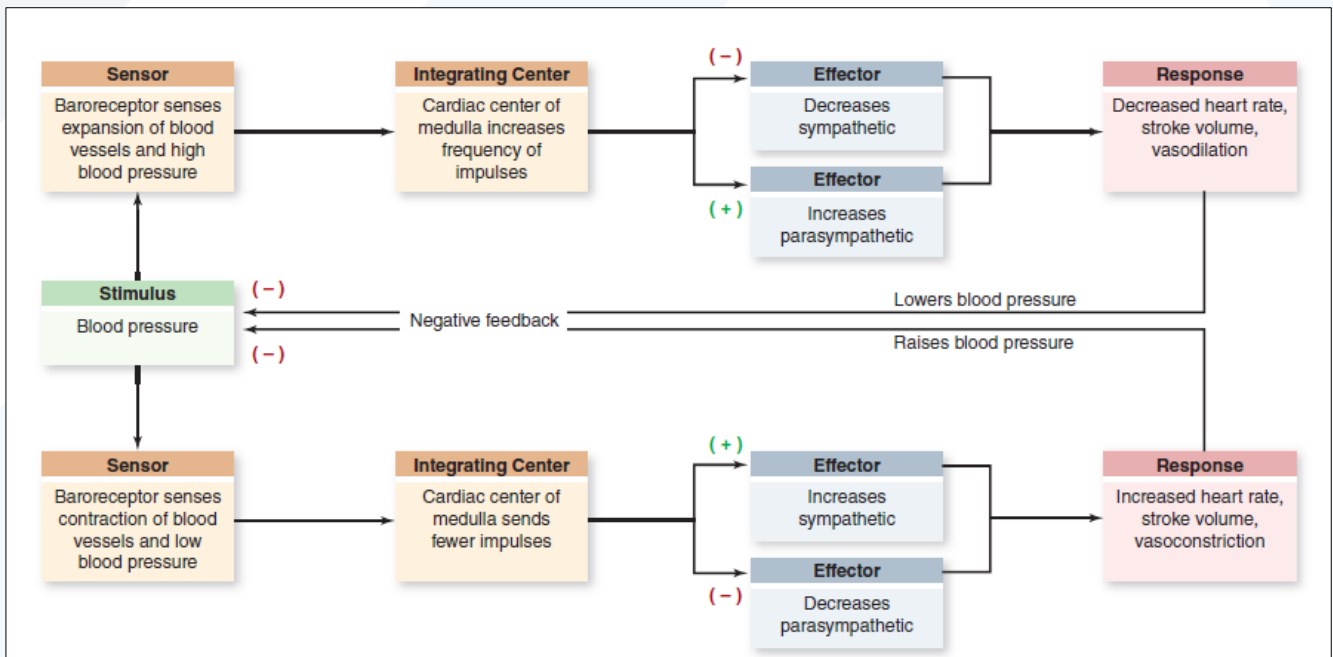 Sensor
Baroreceptor senses
expansion of blood
vessels and high
blood pressure
Integrating Center
Cardiac center of
medulla increases
frequency of
impulses
(−)
Effector
Decreases
sympathetic
Effector
(+)
Increases
parasympathetic
Response
Decreased heart rate,
stroke volume,
vasodilation
Stimulus
Blood pressure
(−)
(−)
Negative feedback
Lowers blood pressure
Raises blood pressure
Sensor
Baroreceptor senses
contraction of blood
vessels and low
blood pressure
Integrating Center
Cardiac center of
medulla sends
fewer impulses
(+)
Effector
Increases
sympathetic
Effector
(−)
Decreases
parasympathetic
Response
Increased heart rate,
stroke volume,
vasoconstriction